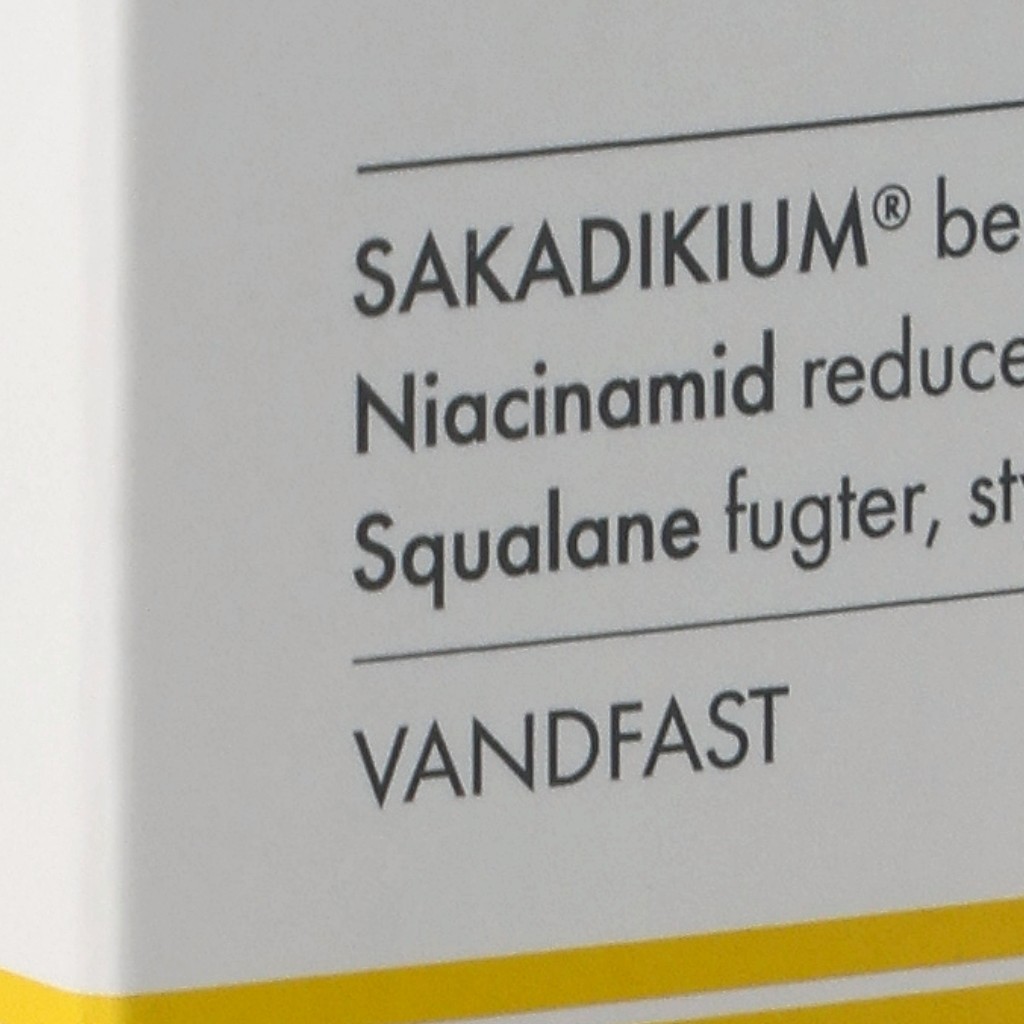 SAKADIKIUM® be
Niacinamid reduce
Squalane fugter, st
VANDFAST